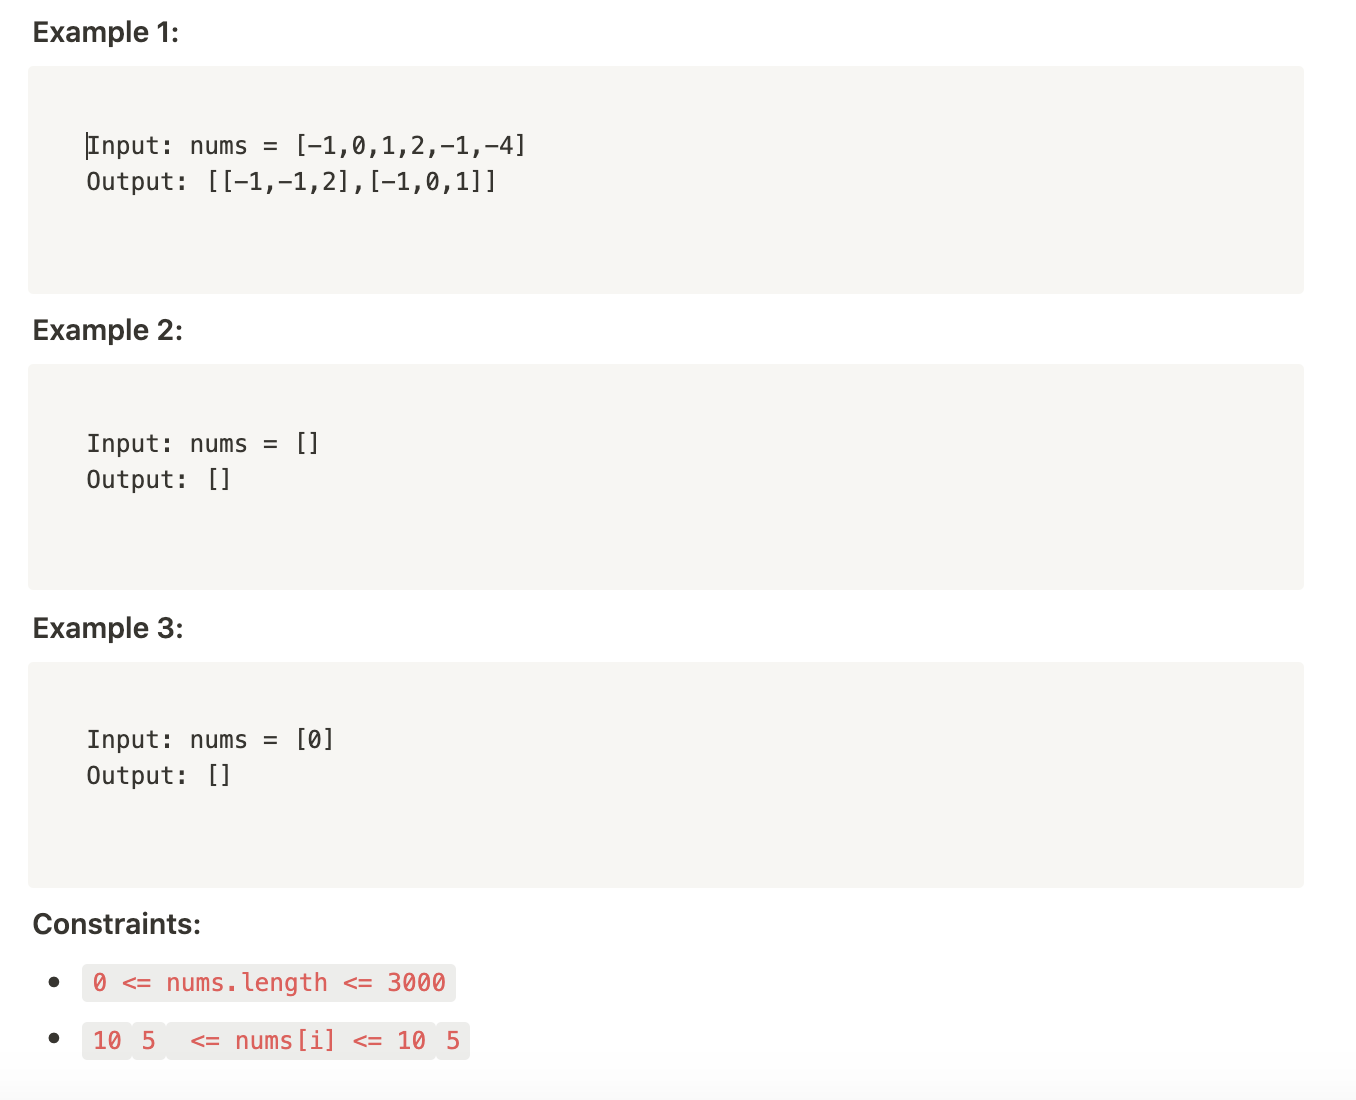 Example 1:
Input: nums = [-1,0,1,2,-1,-4]
Output: [[-1,-1,2],[-1,0,1]]
Example 2:
Input: nums = []
Output: []
Example 3:
Input: nums = [0]
Output: []
Constraints:
• 0 <= nums.length <= 3000
• 10 5 <= nums[i] <= 10 5